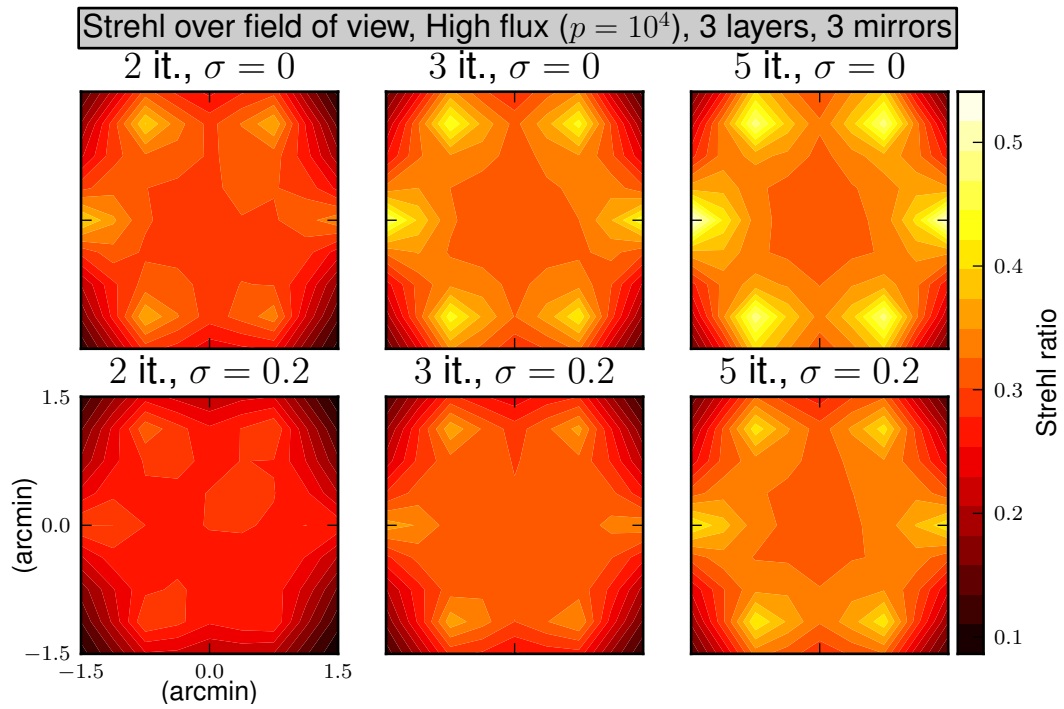 Strehl over field of view, High flux (p = 10⁴), 3 layers, 3 mirrors
2 it., σ = 0
3 it., σ = 0
5 it., σ = 0
2 it., σ = 0.2
3 it., σ = 0.2
5 it., σ = 0.2
1.5
0.0
−1.5
(arcmin)
−1.5
0.0
1.5
(arcmin)
0.5
0.4
0.3
0.2
0.1
Strehl ratio